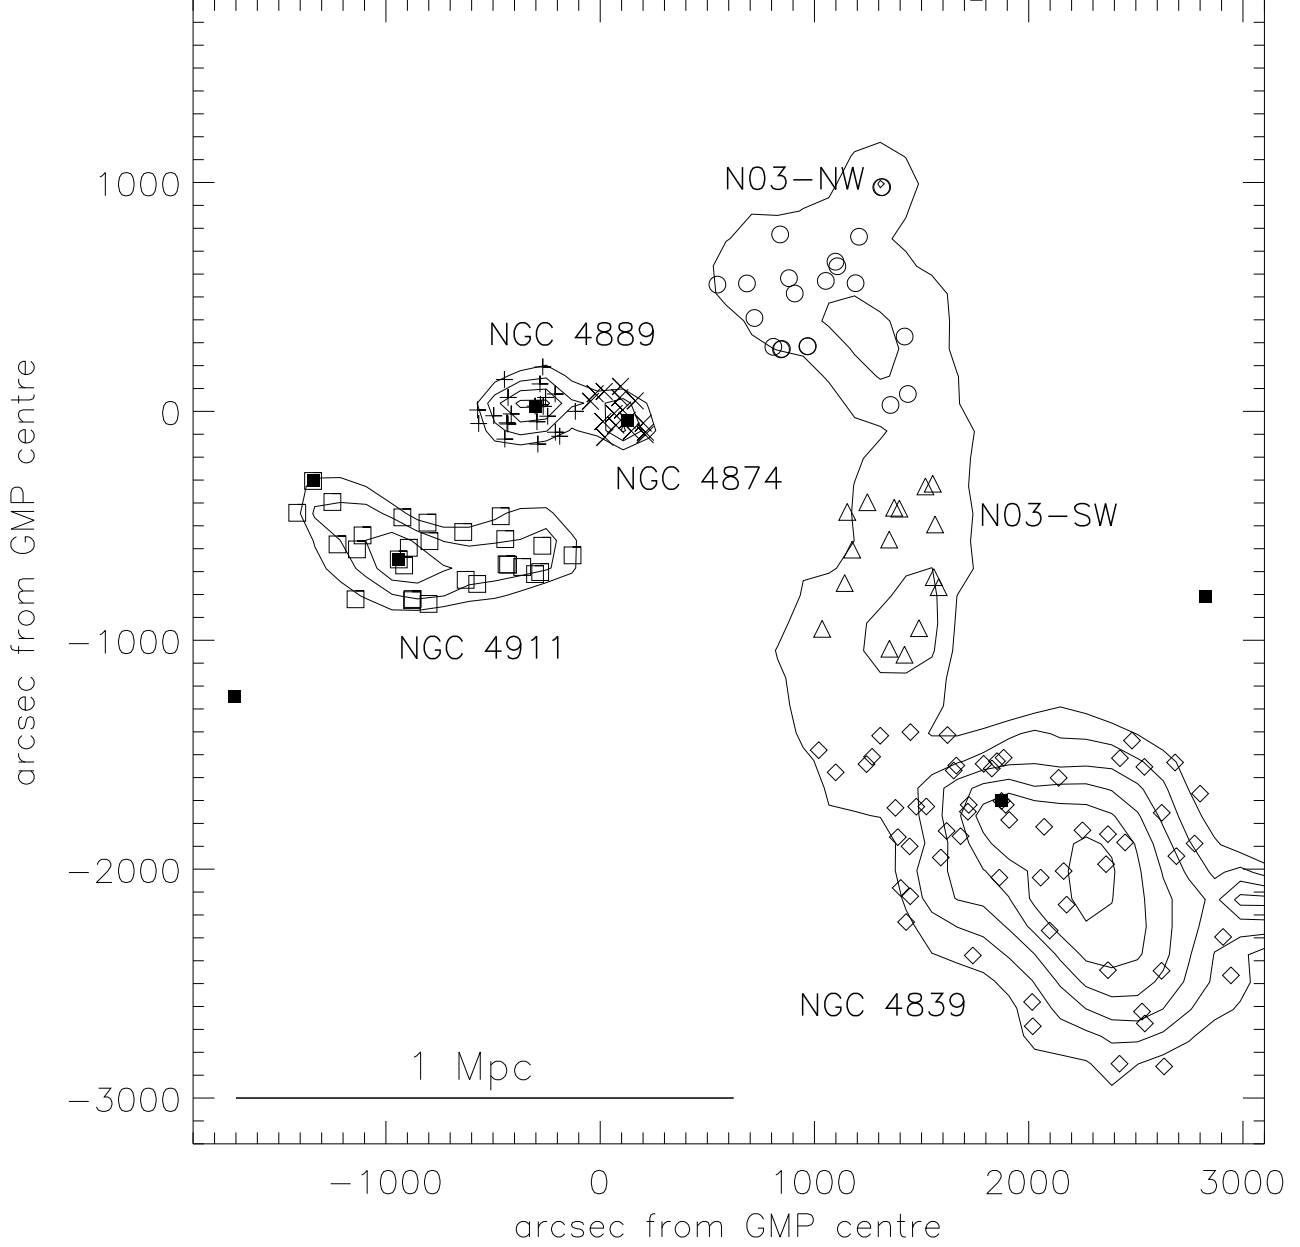 N03-NW
1000
NGC 4889
0
NGC 4874
N03-SW
arcsec from GMP centre
-1000
NGC 4911
-2000
NGC 4839
1 Mpc
-3000
-1000 0 1000 2000 3000
arcsec from GMP centre